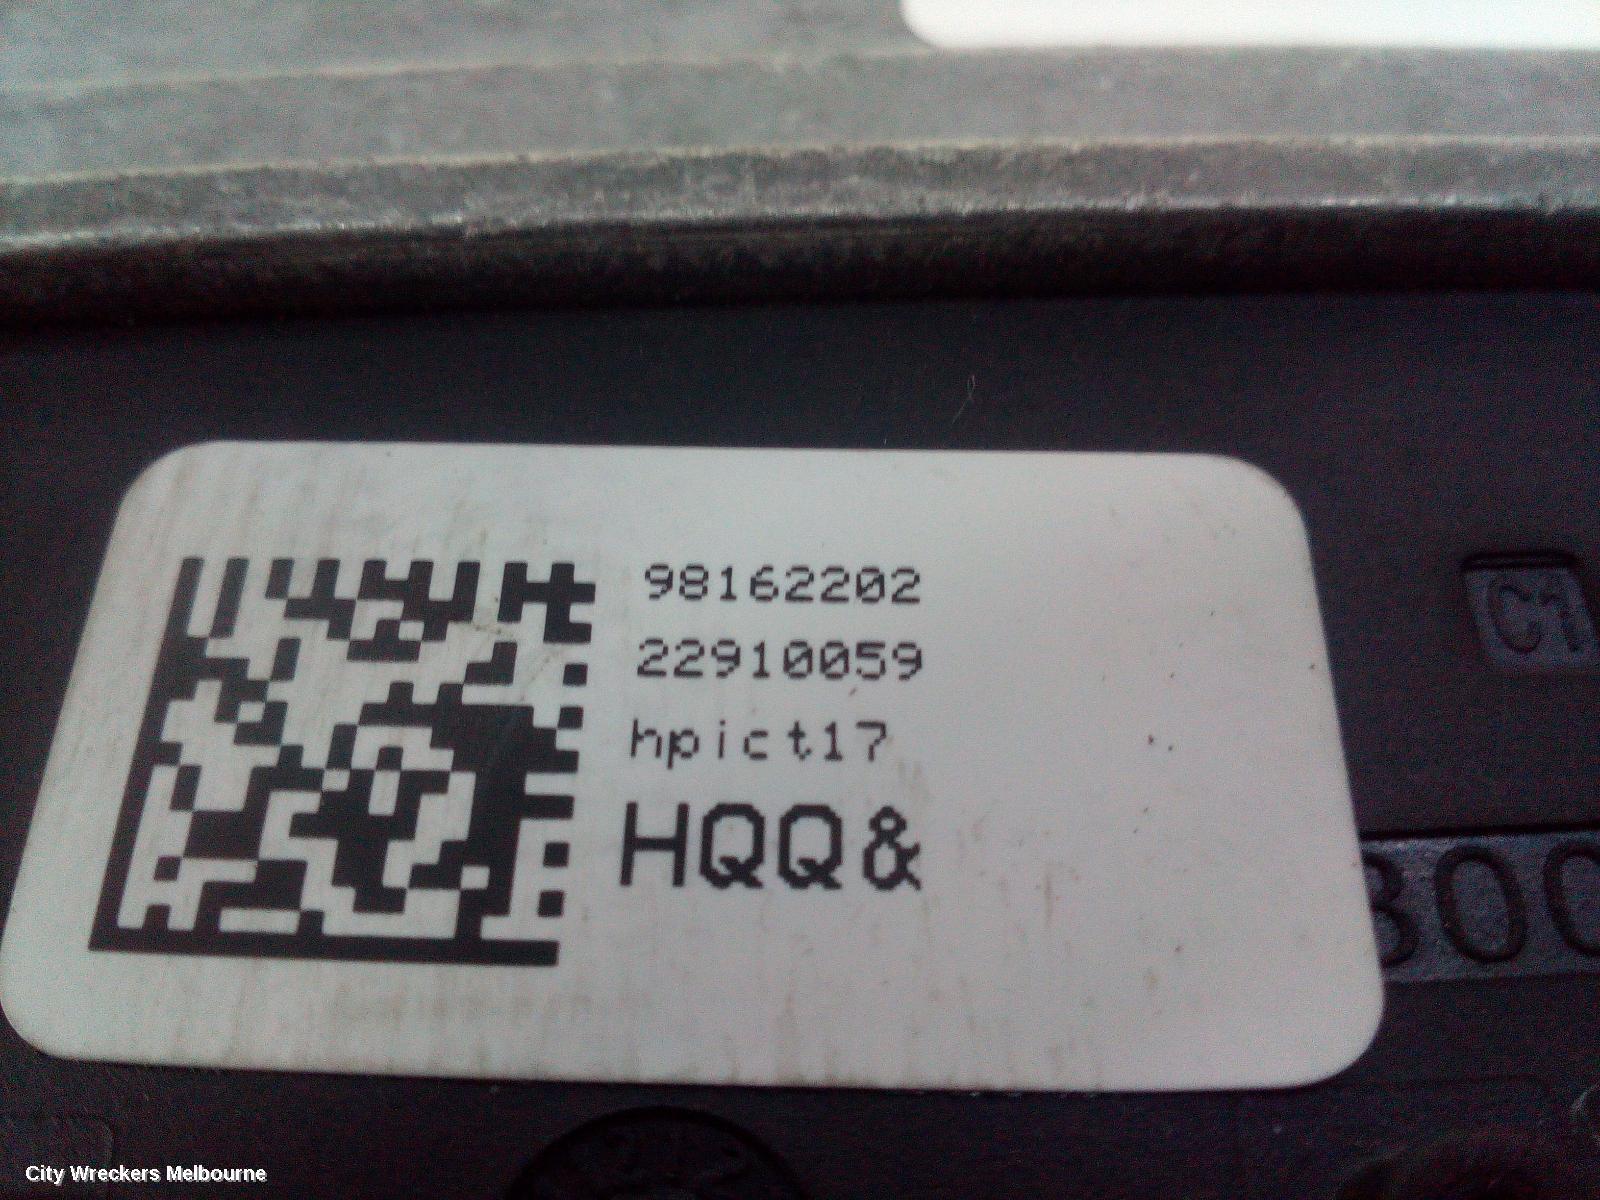 98162202
22910059
hpict17
HQQ&
C1
City Wreckers Melbourne